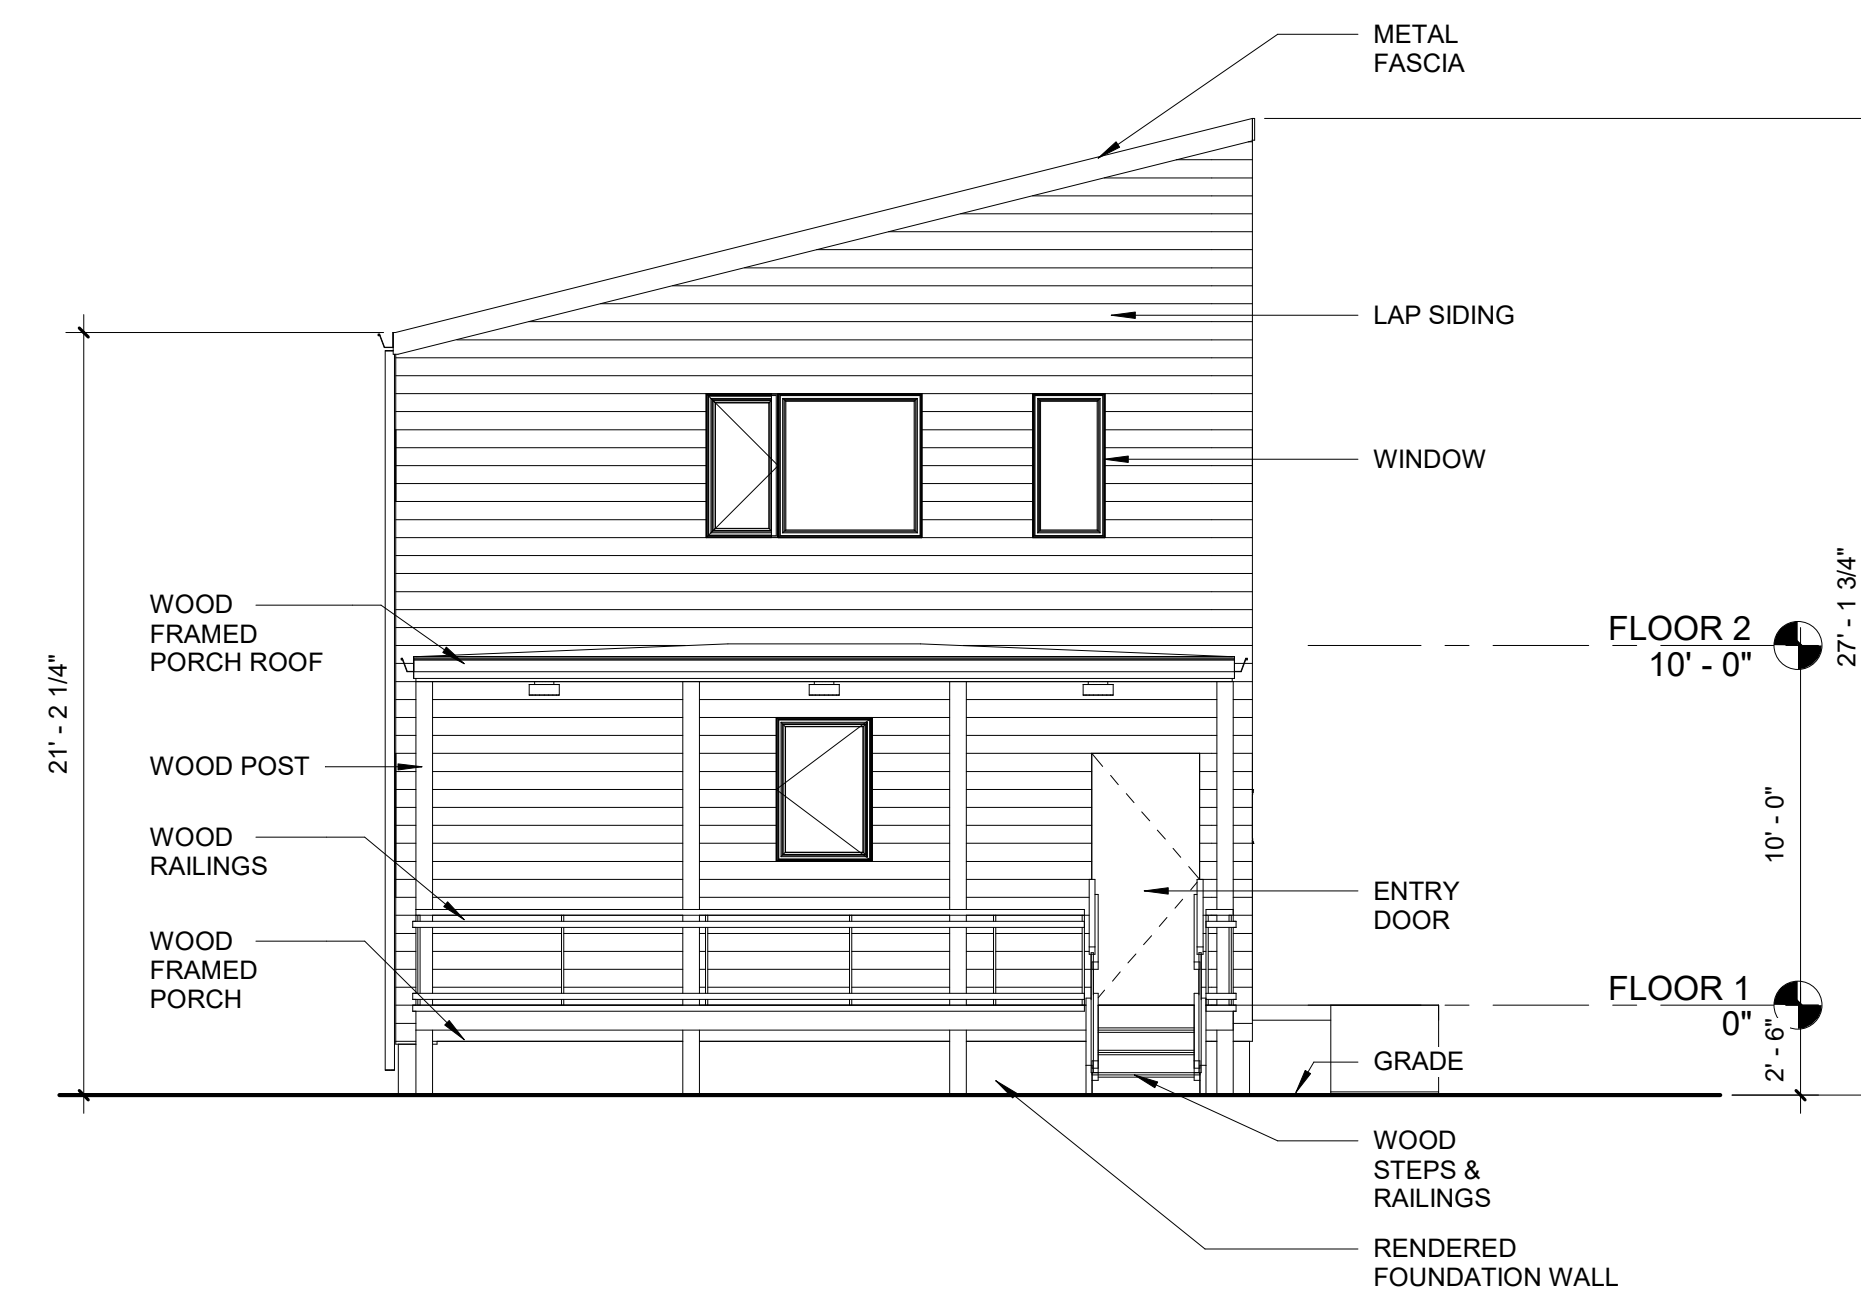 METAL
FASCIA
LAP SIDING
WINDOW
WOOD
FRAMED
PORCH ROOF
FLOOR 2
10' - 0"
27' - 1 3/4"
21' - 2 1/4"
WOOD POST
WOOD
RAILINGS
10' - 0"
ENTRY
DOOR
WOOD
FRAMED
PORCH
FLOOR 1
0"
2' - 6"
GRADE
WOOD
STEPS &
RAILINGS
RENDERED
FOUNDATION WALL